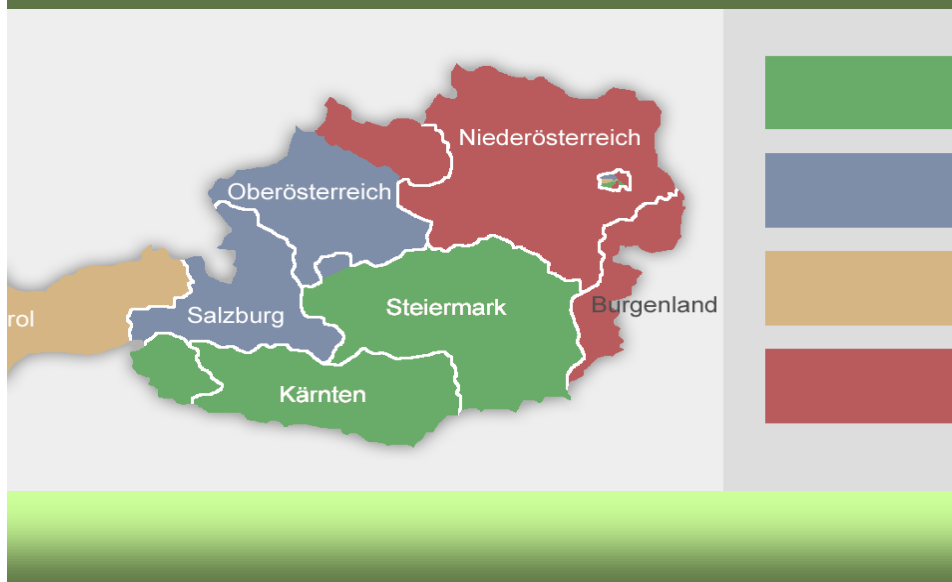 Niederösterreich
Oberösterreich
Burgenland
Steiermark
Salzburg
rol
Kärnten